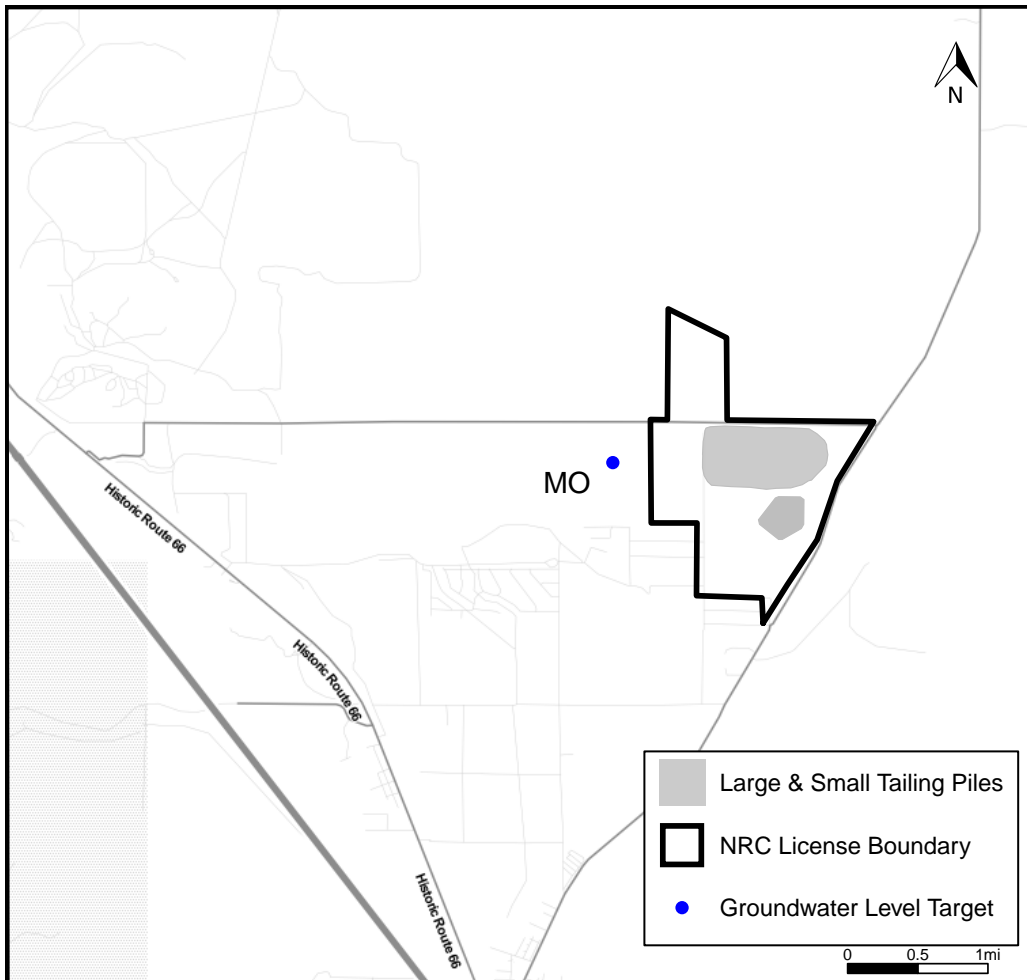 N
MO
Historic Route 66
Historic Route 66
Historic Route 66
Large & Small Tailing Piles
NRC License Boundary
Groundwater Level Target
0 0.5 1mi